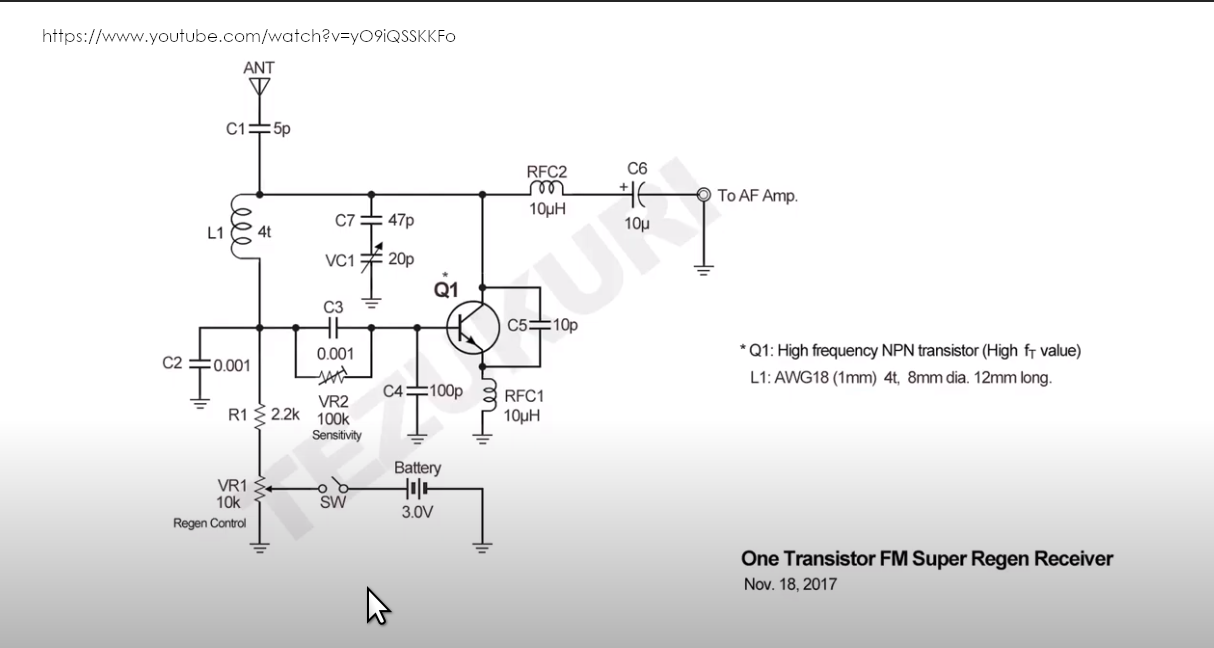 https://www.youtube.com/watch?v=yO9iQSSKKFo
ANT
C1 5p
RFC2
10µH
C6
+
10µ
To AF Amp.
L1 4t
C7 47p
VC1 20p
*
Q1
C5 10p
C3
0.001
C2 0.001
VR2
100k
Sensitivity
C4 100p
RFC1
10µH
R1 2.2k
* Q1: High frequency NPN transistor (High fT value)
L1: AWG18 (1mm) 4t, 8mm dia. 12mm long.
VR1
10k
Regen Control
SW
Battery
3.0V
TEZUKURI
One Transistor FM Super Regen Receiver
Nov. 18, 2017